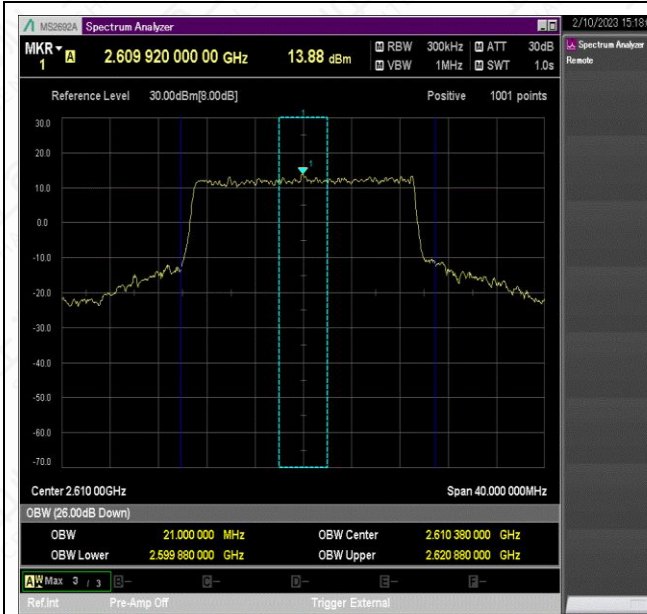 MS2692A Spectrum Analyzer
2/10/2023 15:18:
MKR 1 A 2.609 920 000 00 GHz 13.88 dBm
M RBW 300kHz M ATT 30dB
M VBW 1MHz M SWT 1.0s
Spectrum Analyzer
Remote
Reference Level 30.00dBm[8.00dB] Positive 1001 points
30.0
20.0
10.0
0.0
-10.0
-20.0
-30.0
-40.0
-50.0
-60.0
-70.0
1
Center 2.610 00GHz Span 40.000 000MHz
OBW (26.00dB Down)
OBW 21.000 000 MHz OBW Center 2.610 380 000 GHz
OBW Lower 2.599 880 000 GHz OBW Upper 2.620 880 000 GHz
A W Max 3 / 3 B- C- D- E- F-
Ref.Int Pre-Amp Off Trigger External